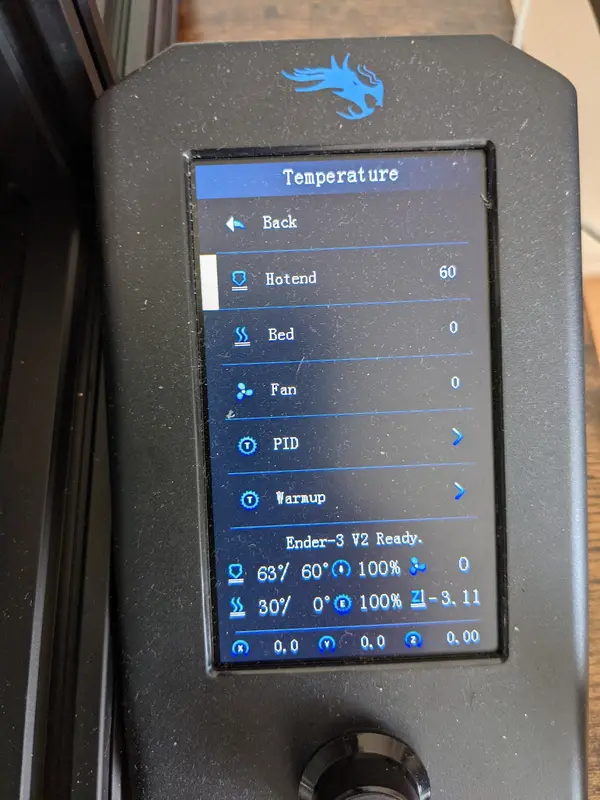 Temperature
Back
Hotend 60
Bed 0
Fan 0
PID
Warmup
Ender-3 V2 Ready.
63°/ 60° 100% 0
30°/ 0° E 100% Z -3.11
X 0.0 Y 0.0 Z 0.00